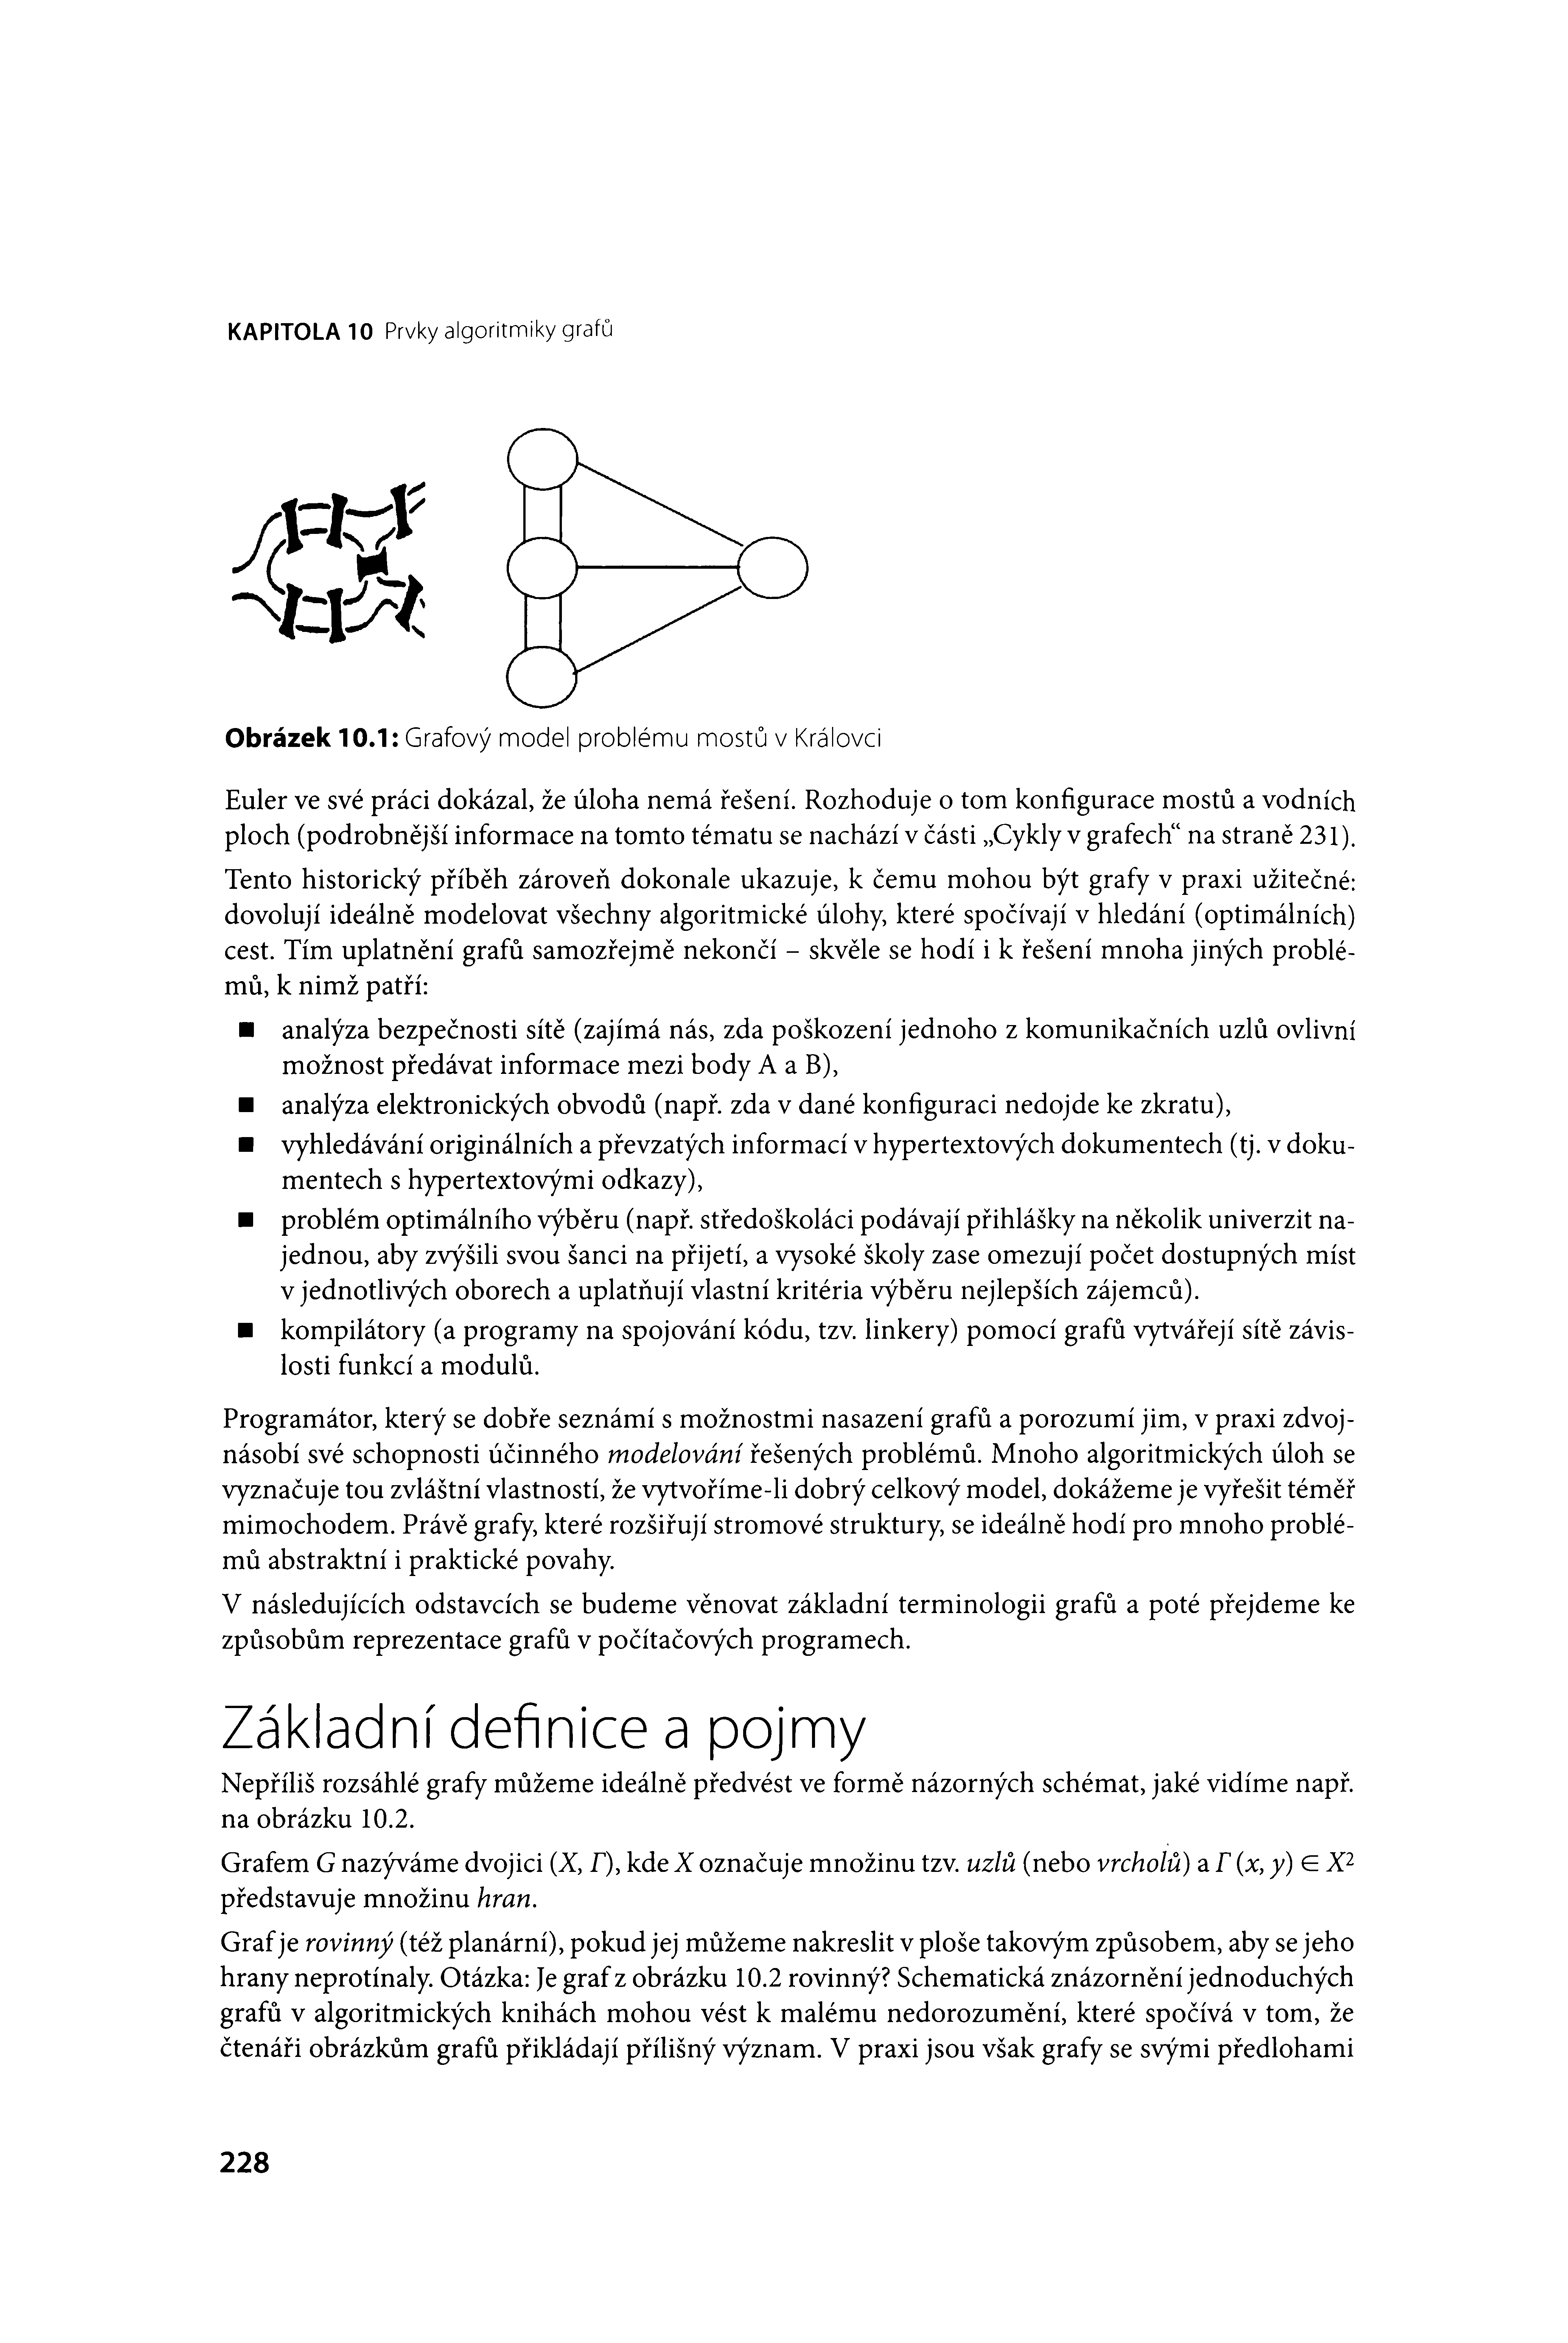 KAPITOLA 10 Prvky algoritmiky grafů
Obrázek 10.1: Grafový model problému mostů v Královci
Euler ve své práci dokázal, že úloha nemá řešení. Rozhoduje o tom konfigurace mostů a vodních
ploch (podrobnější informace na tomto tématu se nachází v části „Cykly v grafech“ na straně 231).
Tento historický příběh zároveň dokonale ukazuje, k čemu mohou být grafy v praxi užitečné:
dovolují ideálně modelovat všechny algoritmické úlohy, které spočívají v hledání (optimálních)
cest. Tím uplatnění grafů samozřejmě nekončí – skvěle se hodí i k řešení mnoha jiných problé-
mů, k nimž patří:
■ analýza bezpečnosti sítě (zajímá nás, zda poškození jednoho z komunikačních uzlů ovlivní
možnost předávat informace mezi body A a B),
■ analýza elektronických obvodů (např. zda v dané konfiguraci nedojde ke zkratu),
■ vyhledávání originálních a převzatých informací v hypertextových dokumentech (tj. v doku-
mentech s hypertextovými odkazy),
■ problém optimálního výběru (např. středoškoláci podávají přihlášky na několik univerzit na-
jednou, aby zvýšili svou šanci na přijetí, a vysoké školy zase omezují počet dostupných míst
v jednotlivých oborech a uplatňují vlastní kritéria výběru nejlepších zájemců).
■ kompilátory (a programy na spojování kódu, tzv. linkery) pomocí grafů vytvářejí sítě závis-
losti funkcí a modulů.
Programátor, který se dobře seznámí s možnostmi nasazení grafů a porozumí jim, v praxi zdvoj-
násobí své schopnosti účinného modelování řešených problémů. Mnoho algoritmických úloh se
vyznačuje tou zvláštní vlastností, že vytvoříme-li dobrý celkový model, dokážeme je vyřešit téměř
mimochodem. Právě grafy, které rozšiřují stromové struktury, se ideálně hodí pro mnoho problé-
mů abstraktní i praktické povahy.
V následujících odstavcích se budeme věnovat základní terminologii grafů a poté přejdeme ke
způsobům reprezentace grafů v počítačových programech.
Základní definice a pojmy
Nepříliš rozsáhlé grafy můžeme ideálně předvést ve formě názorných schémat, jaké vidíme např.
na obrázku 10.2.
Grafem G nazýváme dvojici (X, Γ), kde X označuje množinu tzv. uzlů (nebo vrcholů) a Γ (x, y) ∈ X²
představuje množinu hran.
Graf je rovinný (též planární), pokud jej můžeme nakreslit v ploše takovým způsobem, aby se jeho
hrany neprotínaly. Otázka: Je graf z obrázku 10.2 rovinný? Schematická znázornění jednoduchých
grafů v algoritmických knihách mohou vést k malému nedorozumění, které spočívá v tom, že
čtenáři obrázkům grafů přikládají přílišný význam. V praxi jsou však grafy se svými předlohami
228